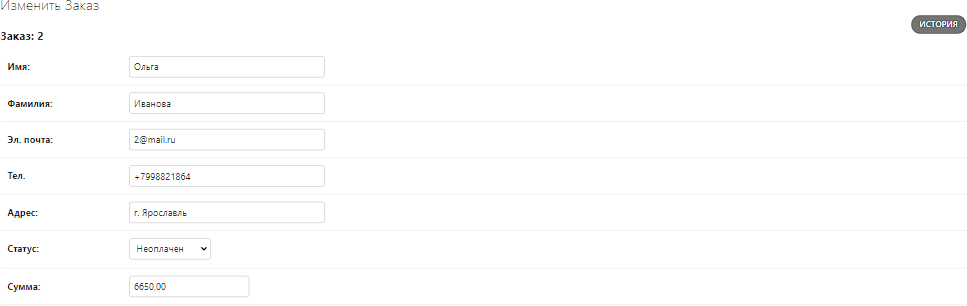 Изменить Заказ
ИСТОРИЯ
Заказ: 2
Имя: Ольга
Фамилия: Иванова
Эл. почта: 2@mail.ru
Тел. +7998821864
Адрес: г. Ярославль
Статус: Неоплачен
Сумма: 6650,00